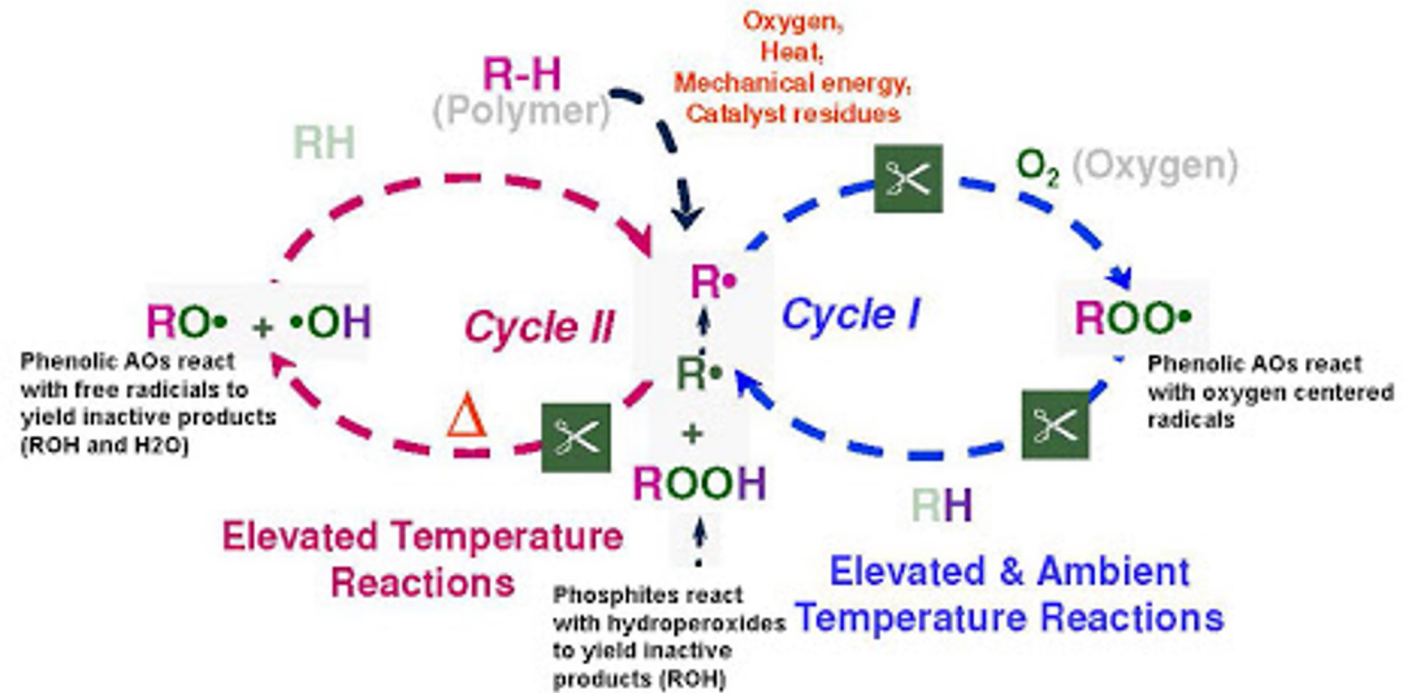 Oxygen,
Heat,
Mechanical energy,
Catalyst residues
R-H
(Polymer)
RH
O₂ (Oxygen)
R•
Cycle II
Cycle I
RO• + •OH
ROO•
Phenolic AOs react
with free radicials to
yield inactive products
(ROH and H2O)
Phenolic AOs react
with oxygen centered
radicals
R•
Δ
+
ROOH
RH
Elevated Temperature
Reactions
Elevated & Ambient
Temperature Reactions
Phosphites react
with hydroperoxides
to yield inactive
products (ROH)